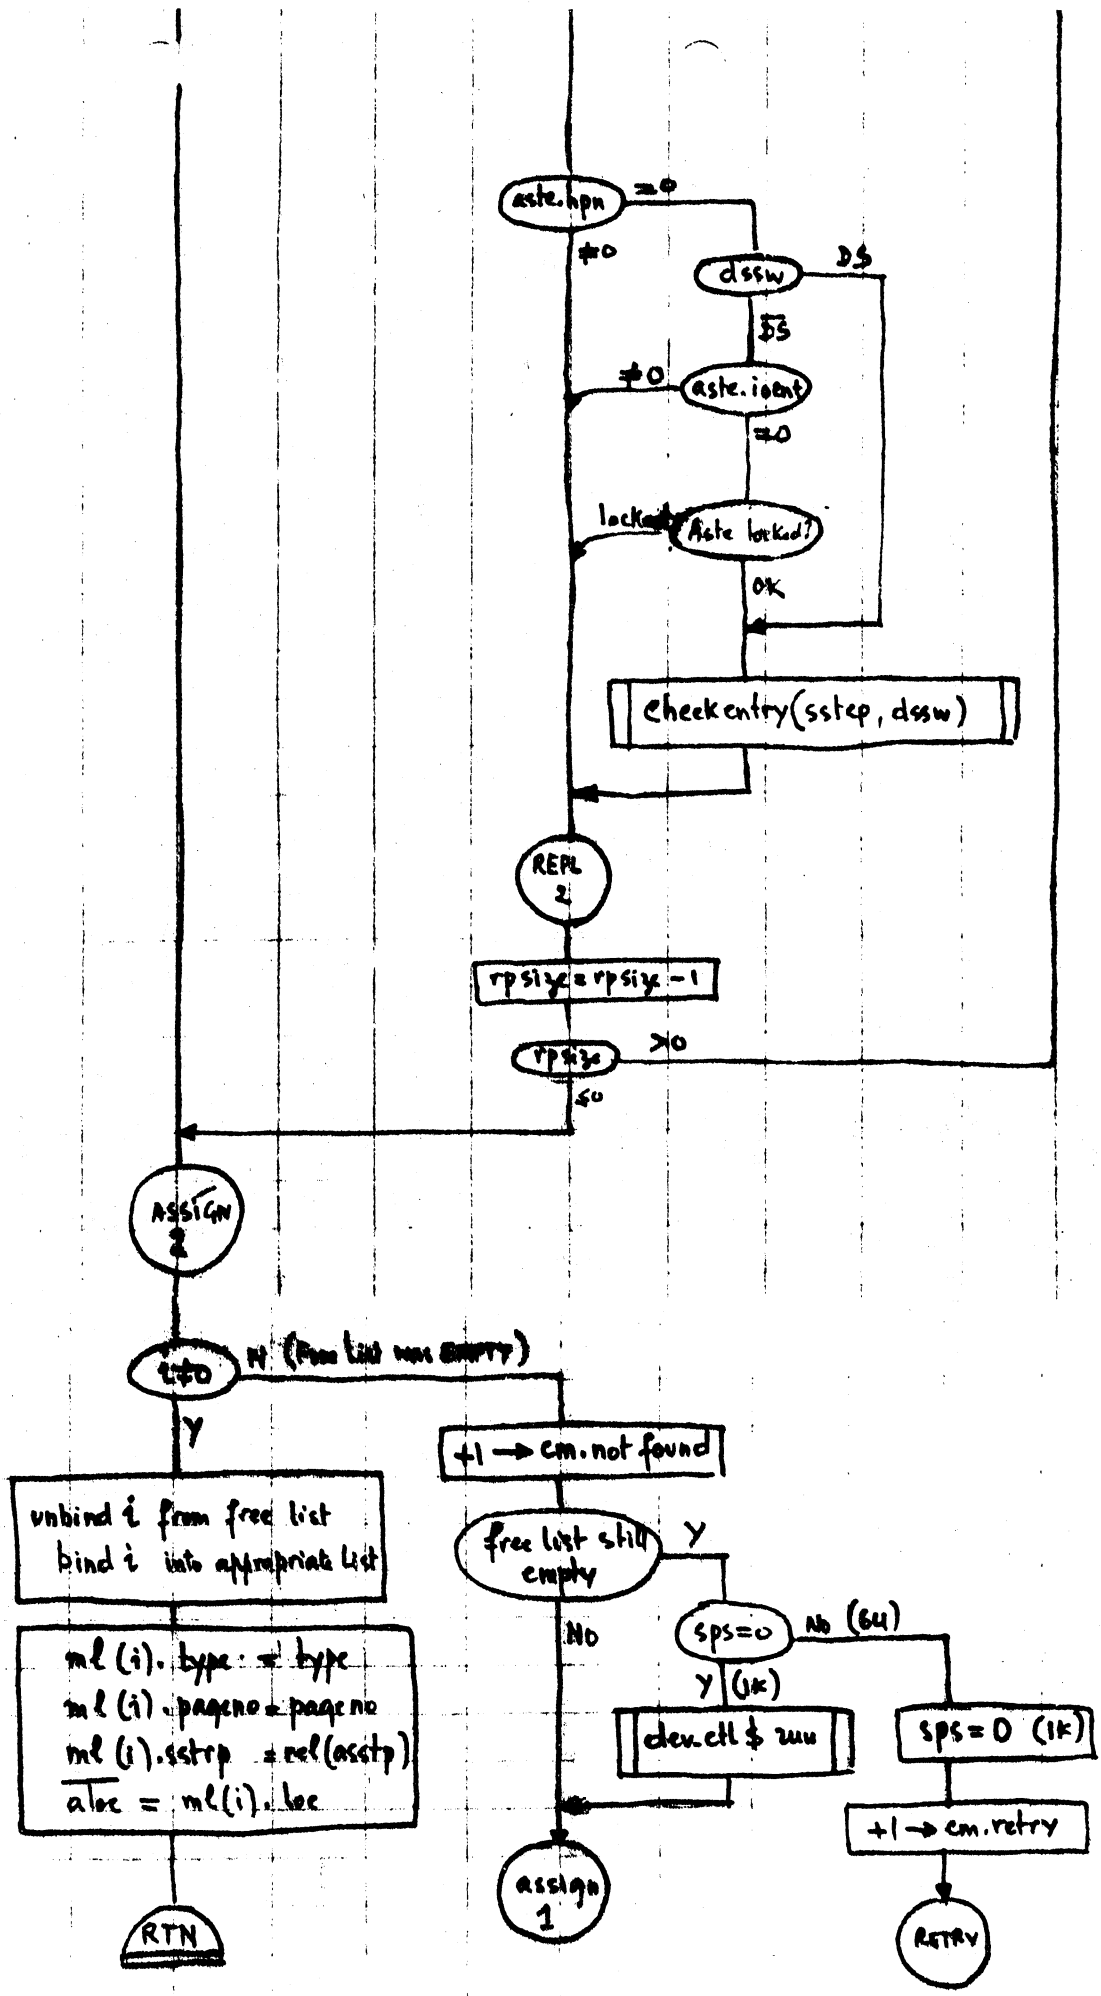 aste.hpn
=0
≠0
dssw
DS
D̅S̅
≠0
aste.iocnt
=0
locked
Aste locked?
OK
Check entry(sstep, dssw)
REPL
2
rpsize = rpsize - 1
rpsize
>0
≤0
ASSIGN
2
i≠0
N (Free List was EMPTY)
Y
+1 → cm.not found
unbind i from free list
bind i into appropriate List
free list still
empty
Y
No
sps=0
No (64)
Y (1K)
ml(i).type = type
ml(i).pageno = pageno
ml(i).sstrp = rel(asstp)
aloc = ml(i).loc
dev.ctl $ run
sps = 0 (1K)
+1 → cm.retry
assign
1
RTN
RETRY